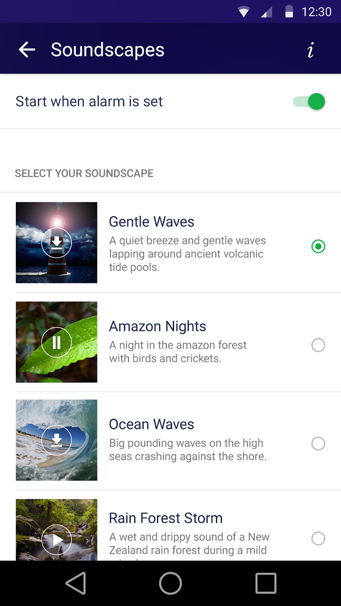 12:30
Soundscapes
i
Start when alarm is set
SELECT YOUR SOUNDSCAPE
Gentle Waves
A quiet breeze and gentle waves
lapping around ancient volcanic
tide pools.
Amazon Nights
A night in the amazon forest
with birds and crickets.
Ocean Waves
Big pounding waves on the high
seas crashing against the shore.
Rain Forest Storm
A wet and drippy sound of a New
Zealand rain forest during a mild